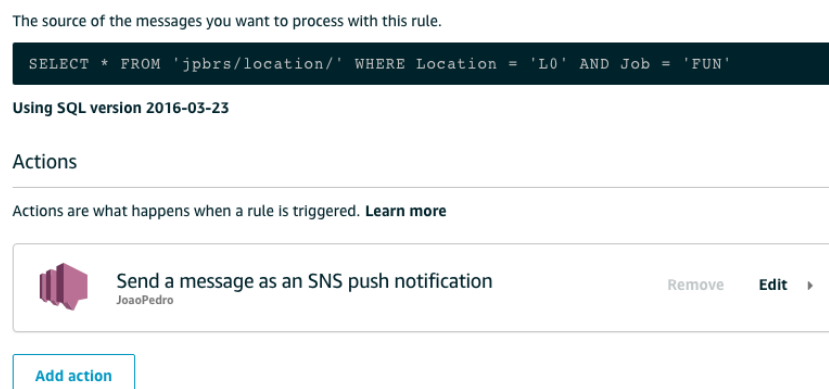 The source of the messages you want to process with this rule.
SELECT * FROM 'jpbrs/location/' WHERE Location = 'L0' AND Job = 'FUN'
Using SQL version 2016-03-23
Actions
Actions are what happens when a rule is triggered. Learn more
Send a message as an SNS push notification
JoaoPedro
Remove Edit
Add action